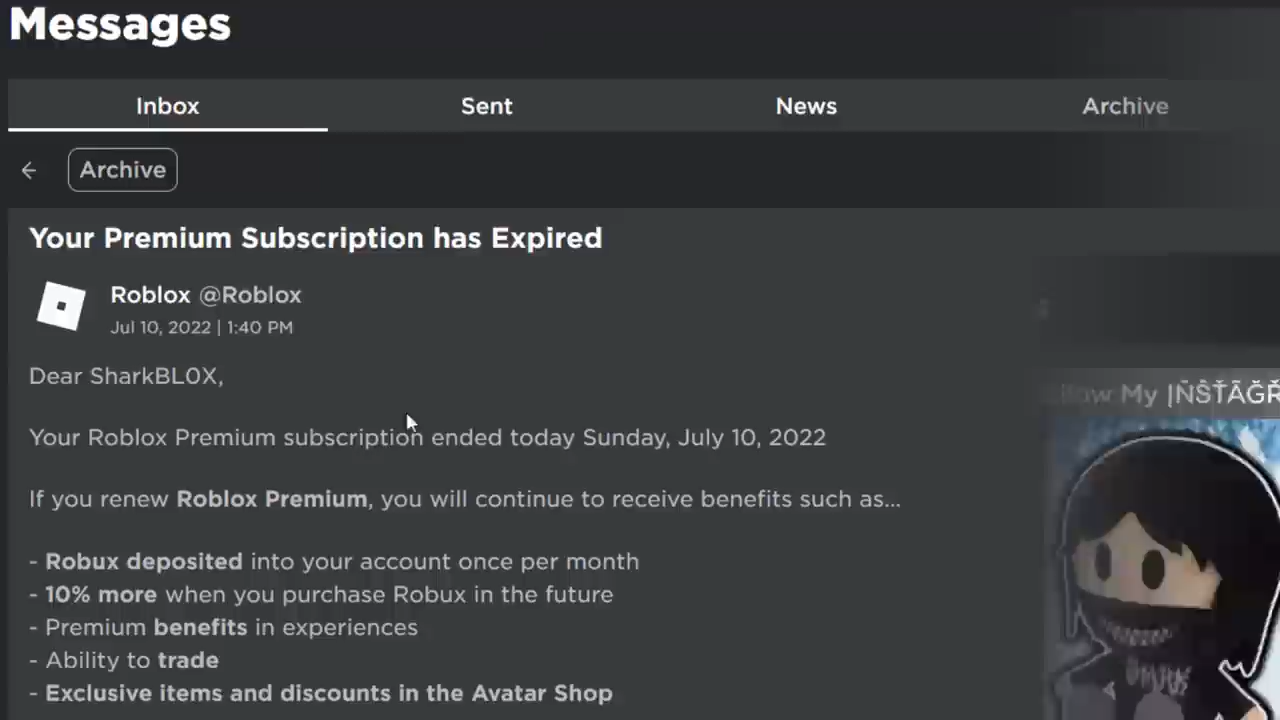 Messages
Inbox Sent News Archive
Archive
Your Premium Subscription has Expired
Roblox @Roblox
Jul 10, 2022 | 1:40 PM
Dear SharkBL0X,
Your Roblox Premium subscription ended today Sunday, July 10, 2022
If you renew Roblox Premium, you will continue to receive benefits such as...
- Robux deposited into your account once per month
- 10% more when you purchase Robux in the future
- Premium benefits in experiences
- Ability to trade
- Exclusive items and discounts in the Avatar Shop
My